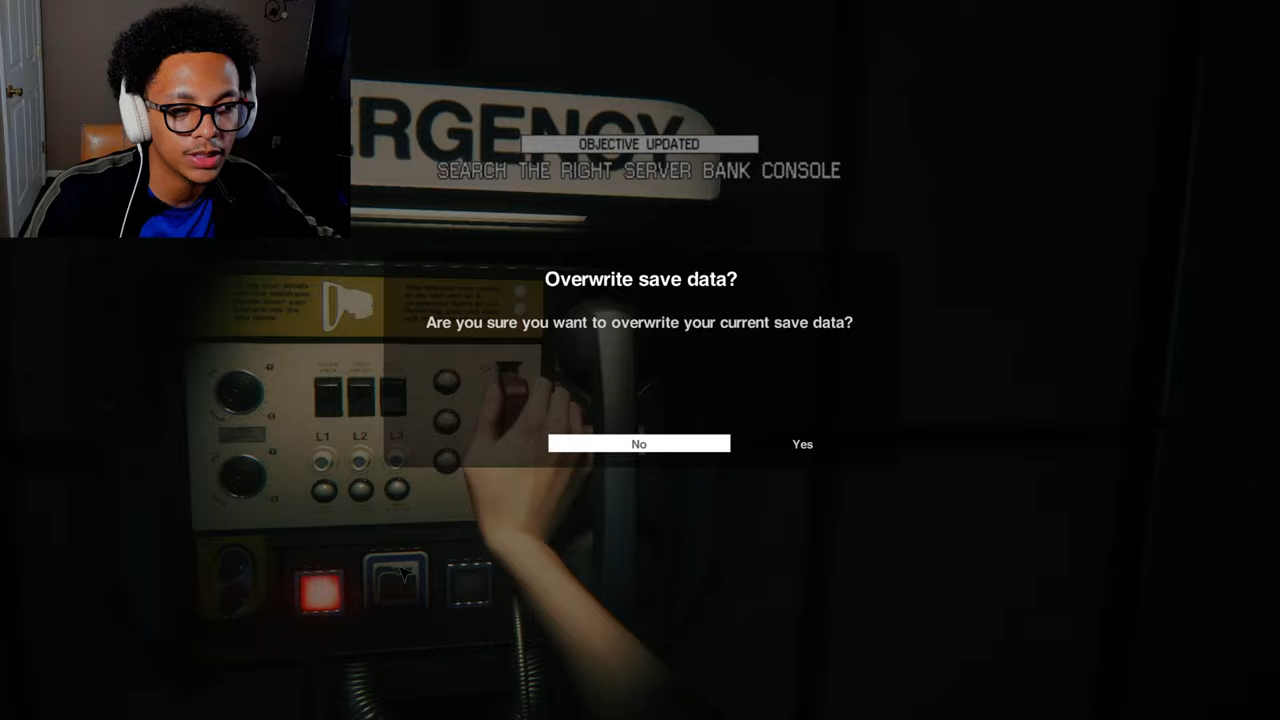 ERGENCY
OBJECTIVE UPDATED
SEARCH THE RIGHT SERVER BANK CONSOLE
Overwrite save data?
Are you sure you want to overwrite your current save data?
L1 L2 L3
No Yes